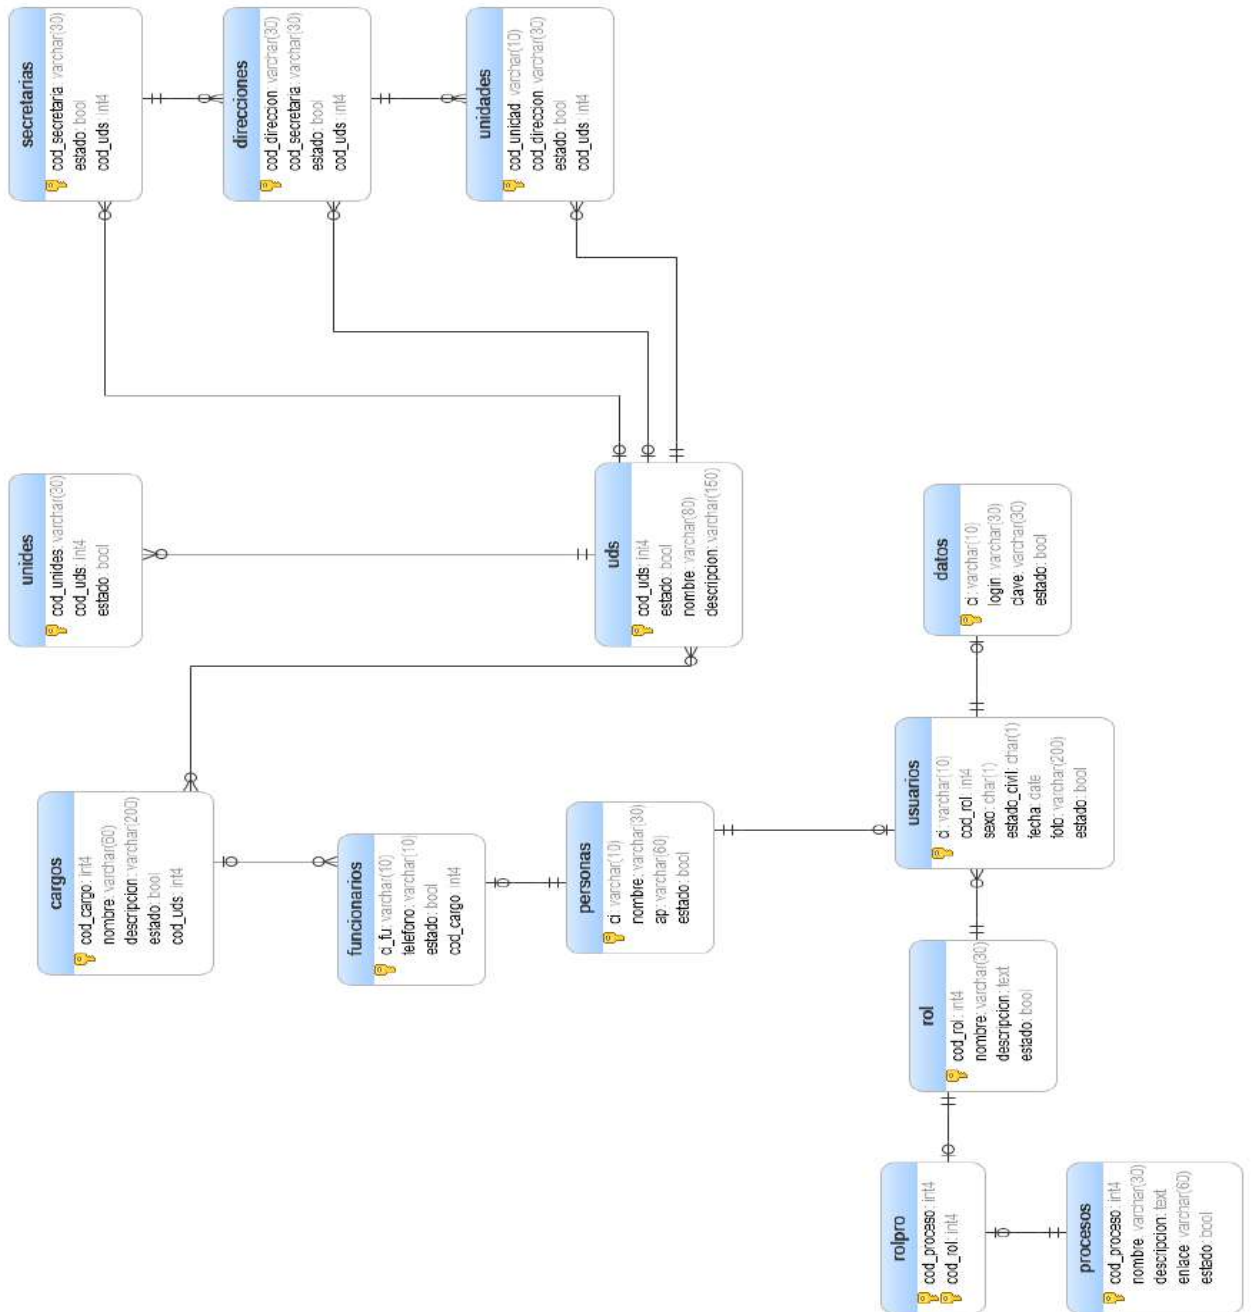 secretarias
cod_secretaria: varchar(30)
estado: bool
cod_uds: int4
direcciones
cod_direccion: varchar(30)
cod_secretaria: varchar(30)
estado: bool
cod_uds: int4
unidades
cod_unidad: varchar(10)
cod_direccion: varchar(30)
estado: bool
cod_uds: int4
unides
cod_unides: varchar(30)
cod_uds: int4
estado: bool
uds
cod_uds: int4
estado: bool
nombre: varchar(80)
descripcion: varchar(150)
datos
ci: varchar(10)
login: varchar(30)
clave: varchar(30)
estado: bool
cargos
cod_cargo: int4
nombre: varchar(60)
descripcion: varchar(200)
estado: bool
cod_uds: int4
funcionarios
ci_fu: varchar(10)
telefono: varchar(10)
estado: bool
cod_cargo: int4
personas
ci: varchar(10)
nombre: varchar(30)
ap: varchar(60)
estado: bool
usuarios
ci: varchar(10)
cod_rol: int4
sexo: char(1)
estado_civil: char(1)
fecha: date
foto: varchar(200)
estado: bool
rol
cod_rol: int4
nombre: varchar(30)
descripcion: text
estado: bool
rolpro
cod_proceso: int4
cod_rol: int4
procesos
cod_proceso: int4
nombre: varchar(30)
descripcion: text
enlace: varchar(60)
estado: bool